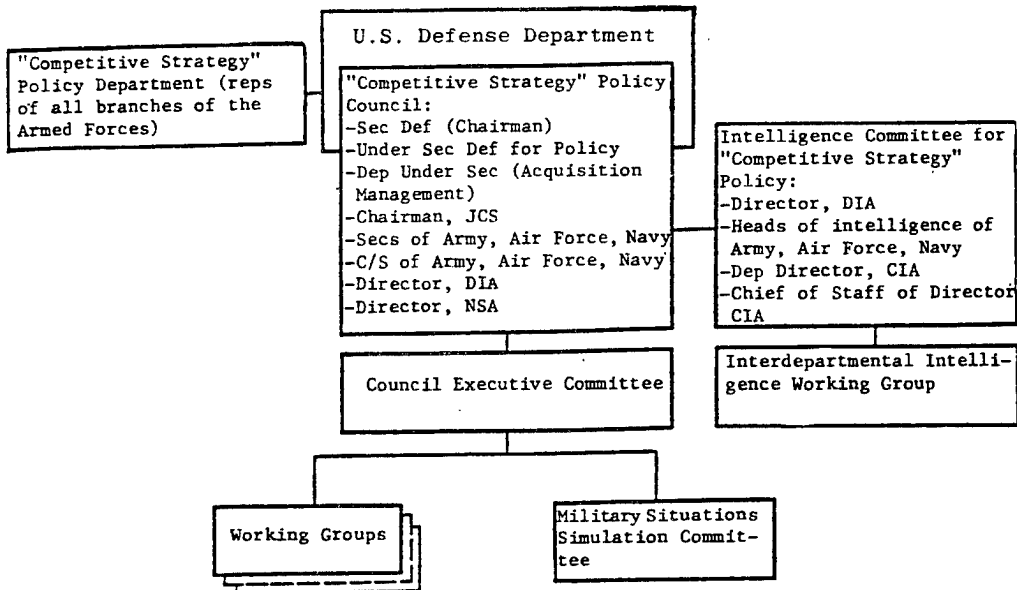 U.S. Defense Department
"Competitive Strategy"
Policy Department (reps
of all branches of the
Armed Forces)
"Competitive Strategy" Policy
Council:
-Sec Def (Chairman)
-Under Sec Def for Policy
-Dep Under Sec (Acquisition
Management)
-Chairman, JCS
-Secs of Army, Air Force, Navy
-C/S of Army, Air Force, Navy
-Director, DIA
-Director, NSA
Intelligence Committee for
"Competitive Strategy"
Policy:
-Director, DIA
-Heads of intelligence of
Army, Air Force, Navy
-Dep Director, CIA
-Chief of Staff of Director
CIA
Council Executive Committee
Interdepartmental Intelli-
gence Working Group
Working Groups
Military Situations
Simulation Commit-
tee